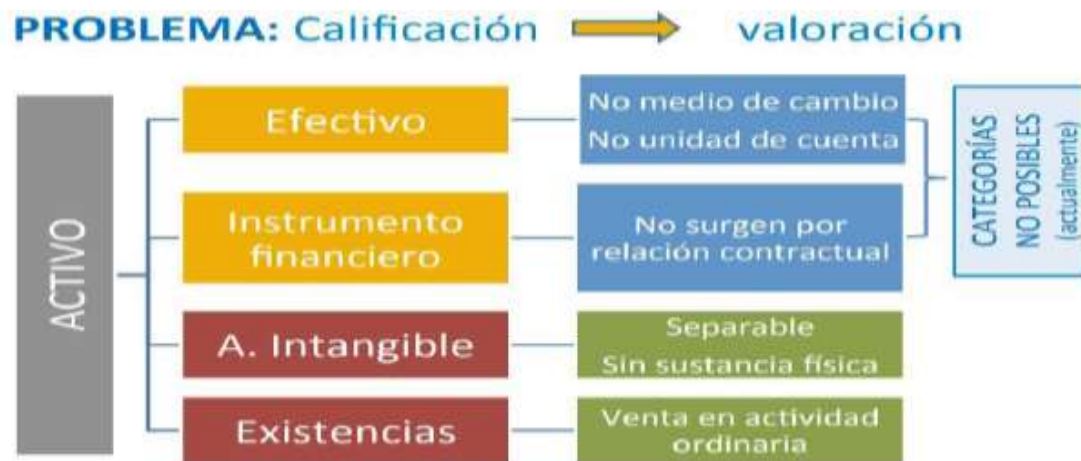 PROBLEMA: Calificación valoración
ACTIVO
Efectivo
No medio de cambio
No unidad de cuenta
Instrumento
financiero
No surgen por
relación contractual
CATEGORÍAS
NO POSIBLES
(actualmente)
A. Intangible
Separable
Sin sustancia física
Existencias
Venta en actividad
ordinaria